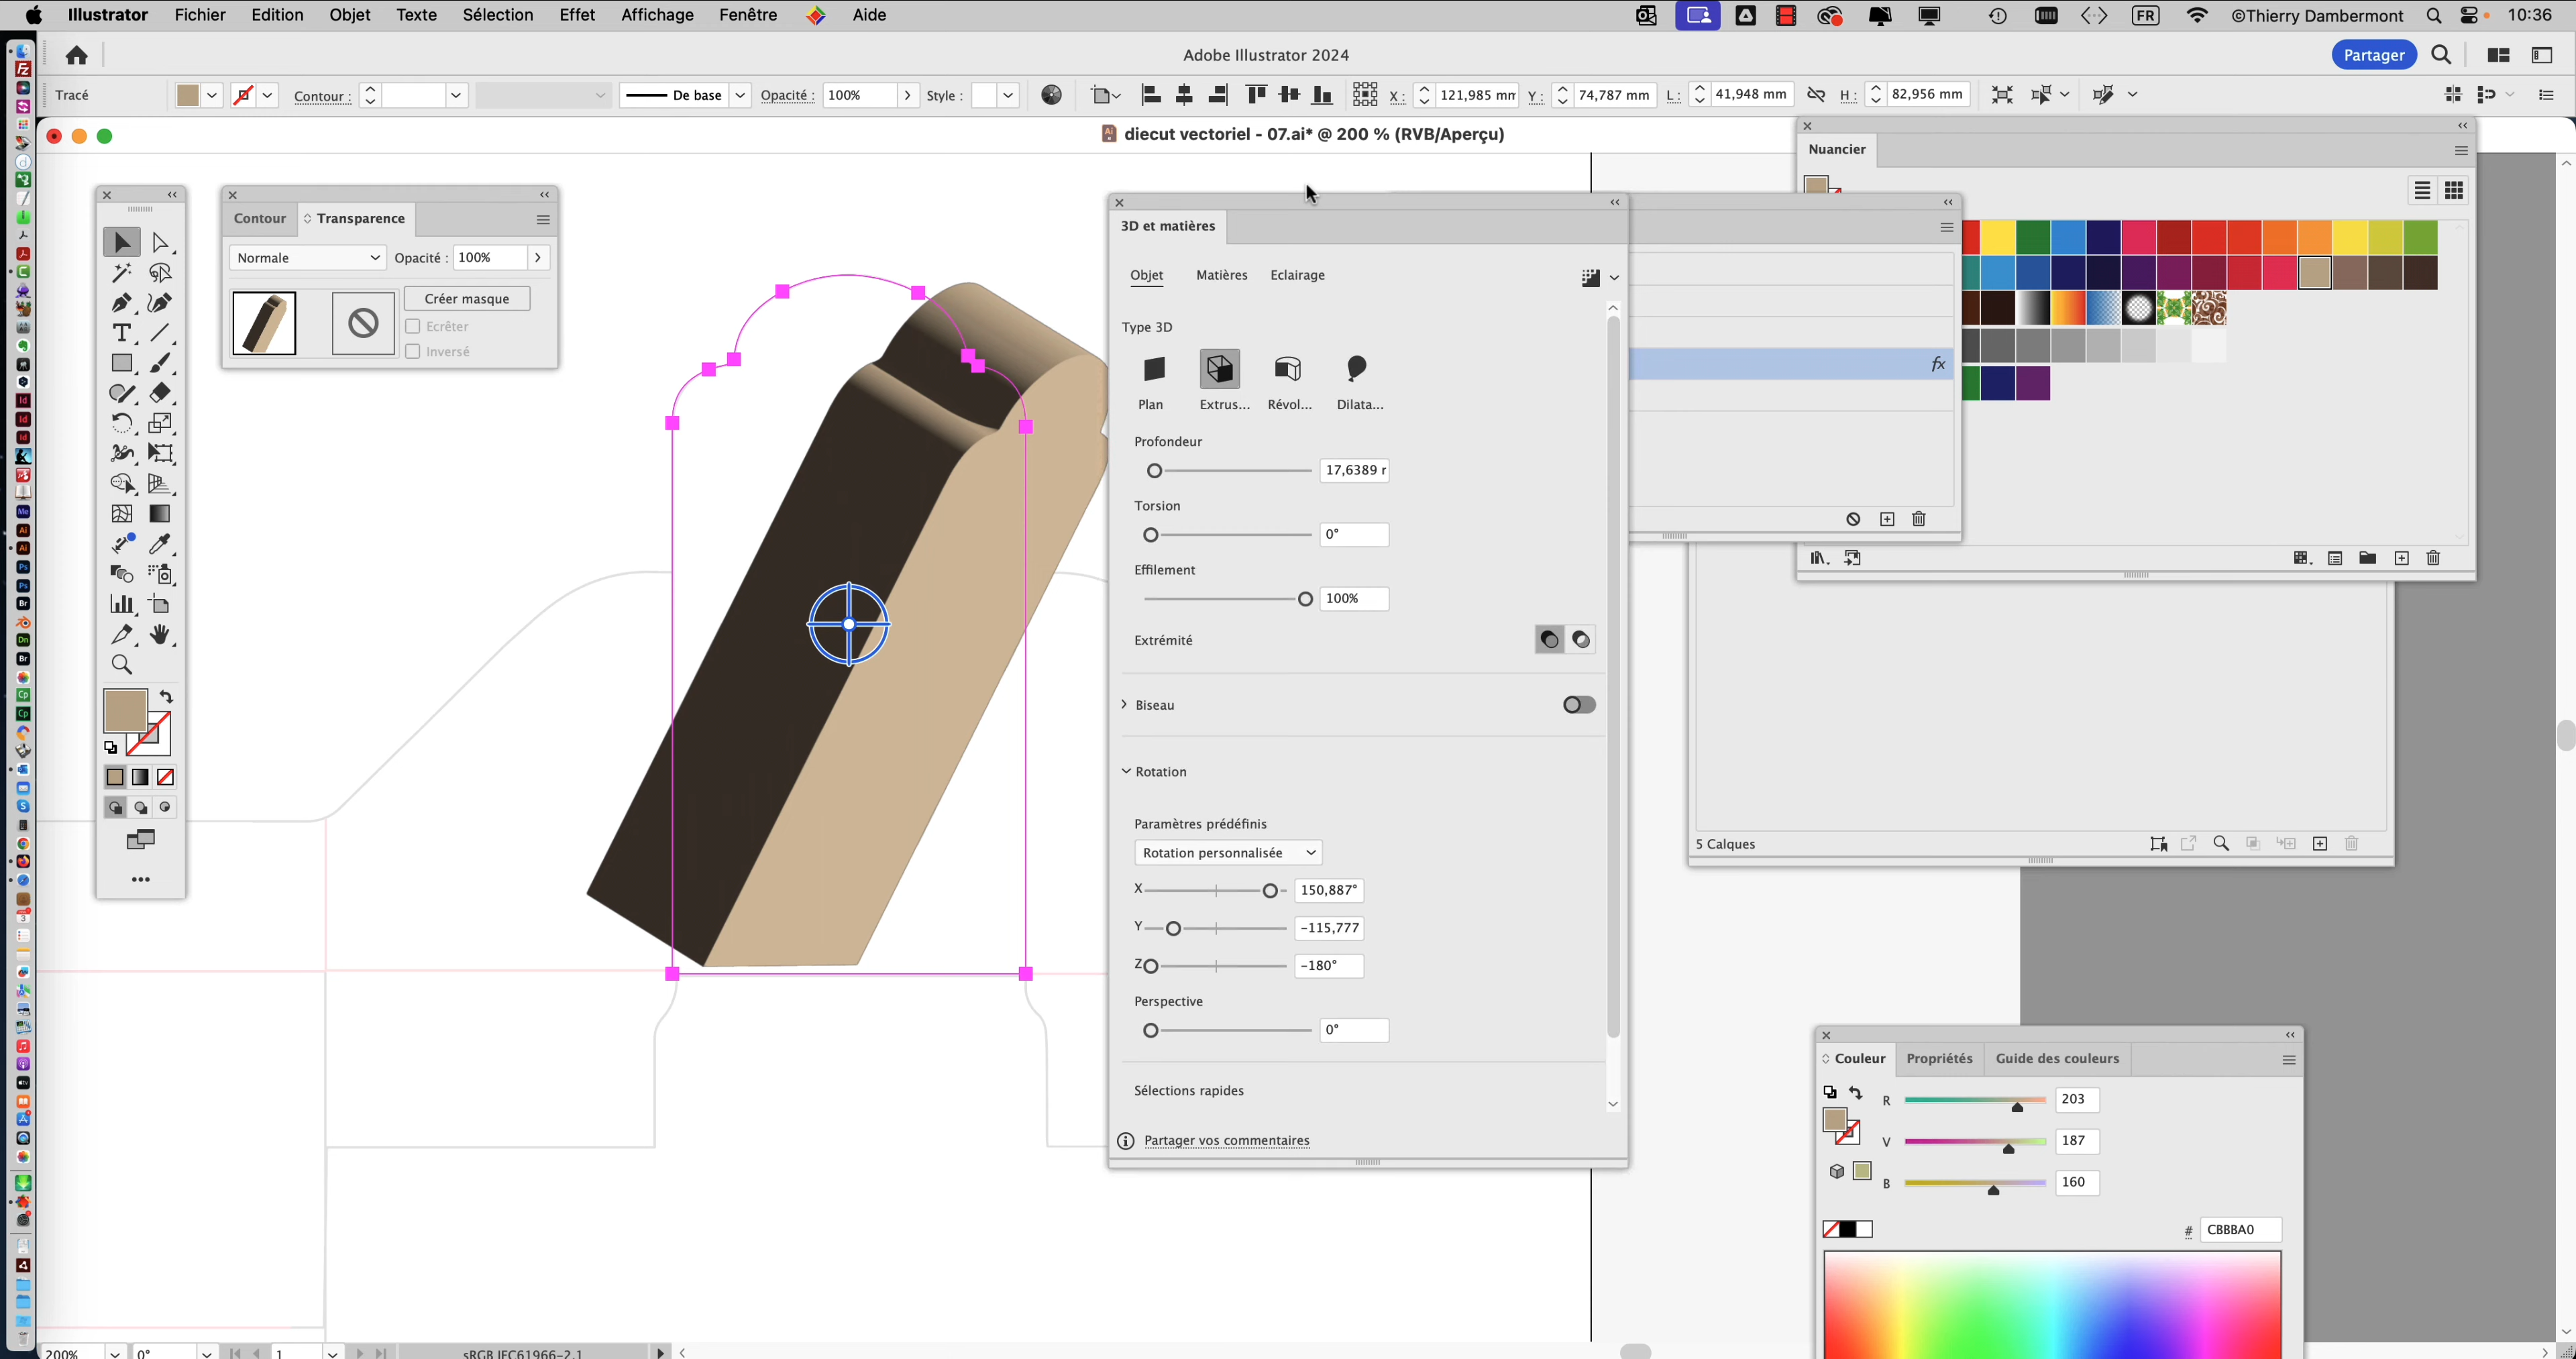 Illustrator Fichier Edition Objet Texte Sélection Effet Affichage Fenêtre Aide FR ©Thierry Dambermont 10:36
Adobe Illustrator 2024
Partager
Tracé Contour : De base Opacité : 100% Style : X : 121,985 mm Y : 74,787 mm L : 41,948 mm H : 82,956 mm
diecut vectoriel - 07.ai* @ 200 % (RVB/Aperçu)
Nuancier
Contour Transparence
Normale Opacité : 100%
Créer masque
Ecrêter
Inversé
3D et matières
Objet Matières Eclairage
Type 3D
Plan Extrus... Révol... Dilata...
Profondeur
17,6389 r
Torsion
0°
Effilement
100%
Extrémité
Biseau
Rotation
Paramètres prédéfinis
Rotation personnalisée
X 150,887°
Y -115,777
Z -180°
Perspective
0°
Sélections rapides
Partager vos commentaires
fx
5 Calques
Couleur Propriétés Guide des couleurs
R 203
V 187
B 160
# CBBBA0
200% 0° 1 sRGB IEC61966-2.1